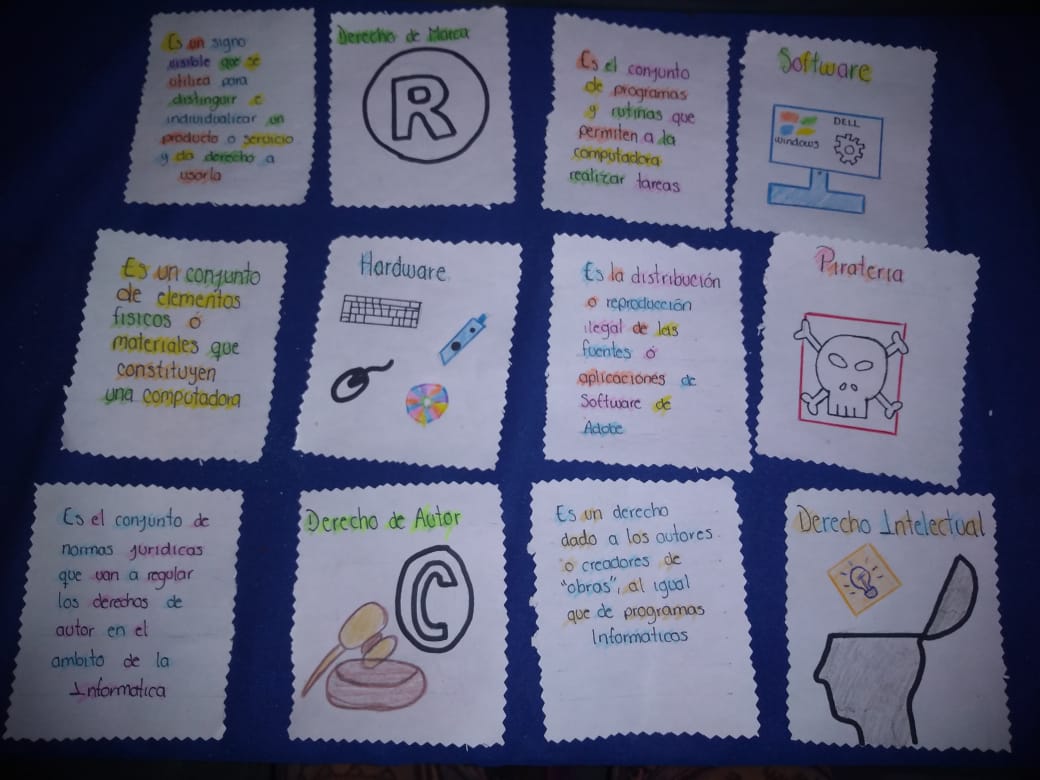 Es un signo
visible que se
utiliza para
distinguir e
individualizar un
producto o servicio
y da derecho a
usarla
Derecho de Marca
R
Es el conjunto
de programas
y rutinas que
permiten a la
computadora
realizar tareas
Software
DELL
windows
Es un conjunto
de elementos
fisicos ó
materiales que
constituyen
una computadora
Hardware
Es la distribución
o reproducción
ilegal de las
fuentes o
aplicaciones de
Software de
Adobe
Pirateria
Es el conjunto de
normas jurídicas
que van a regular
los derechos de
autor en el
ambito de la
Informatica
Derecho de Autor
C
Es un derecho
dado a los autores
o creadores de
"obras", al igual
que de programas
Informaticos
Derecho Intelectual